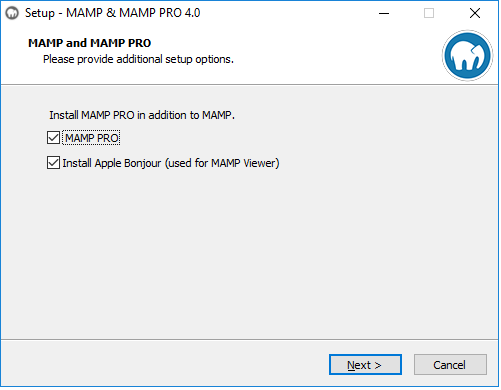 Setup - MAMP & MAMP PRO 4.0
MAMP and MAMP PRO
Please provide additional setup options.
Install MAMP PRO in addition to MAMP.
MAMP PRO
Install Apple Bonjour (used for MAMP Viewer)
Next >
Cancel